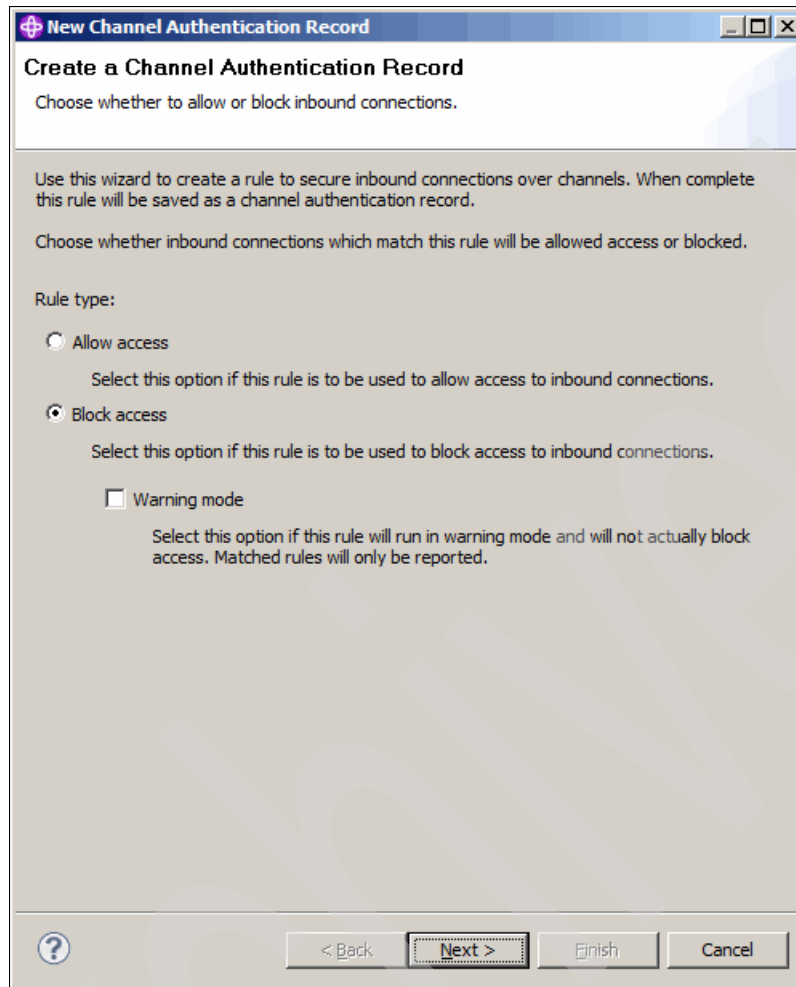 New Channel Authentication Record
Create a Channel Authentication Record
Choose whether to allow or block inbound connections.
Use this wizard to create a rule to secure inbound connections over channels. When complete
this rule will be saved as a channel authentication record.
Choose whether inbound connections which match this rule will be allowed access or blocked.
Rule type:
Allow access
Select this option if this rule is to be used to allow access to inbound connections.
Block access
Select this option if this rule is to be used to block access to inbound connections.
Warning mode
Select this option if this rule will run in warning mode and will not actually block
access. Matched rules will only be reported.
? < Back Next > Finish Cancel